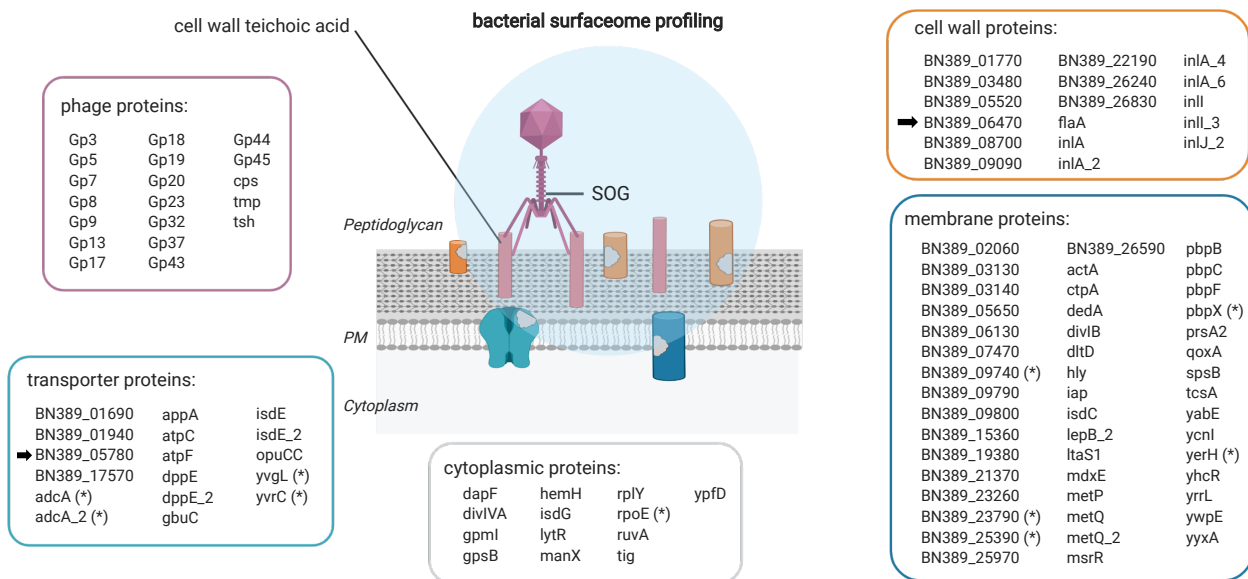 bacterial surfaceome profiling
cell wall teichoic acid
SOG
Peptidoglycan
PM
Cytoplasm
phage proteins:
Gp3 Gp18 Gp44
Gp5 Gp19 Gp45
Gp7 Gp20 cps
Gp8 Gp23 tmp
Gp9 Gp32 tsh
Gp13 Gp37
Gp17 Gp43
transporter proteins:
BN389_01690 appA isdE
BN389_01940 atpC isdE_2
BN389_05780 atpF opuCC
BN389_17570 dppE yvgL (*)
adcA (*) dppE_2 yvrC (*)
adcA_2 (*) gbuC
cytoplasmic proteins:
dapF hemH rplY ypfD
divIVA isdG rpoE (*)
gpmI lytR ruvA
gpsB manX tig
cell wall proteins:
BN389_01770 BN389_22190 inlA_4
BN389_03480 BN389_26240 inlA_6
BN389_05520 BN389_26830 inlI
BN389_06470 flaA inlI_3
BN389_08700 inlA inlJ_2
BN389_09090 inlA_2
membrane proteins:
BN389_02060 BN389_26590 pbpB
BN389_03130 actA pbpC
BN389_03140 ctpA pbpF
BN389_05650 dedA pbpX (*)
BN389_06130 divIB prsA2
BN389_07470 dltD qoxA
BN389_09740 (*) hly spsB
BN389_09790 iap tcsA
BN389_09800 isdC yabE
BN389_15360 lepB_2 ycnI
BN389_19380 ltaS1 yerH (*)
BN389_21370 mdxE yhcR
BN389_23260 metP yrrL
BN389_23790 (*) metQ ywpE
BN389_25390 (*) metQ_2 yyxA
BN389_25970 msrR